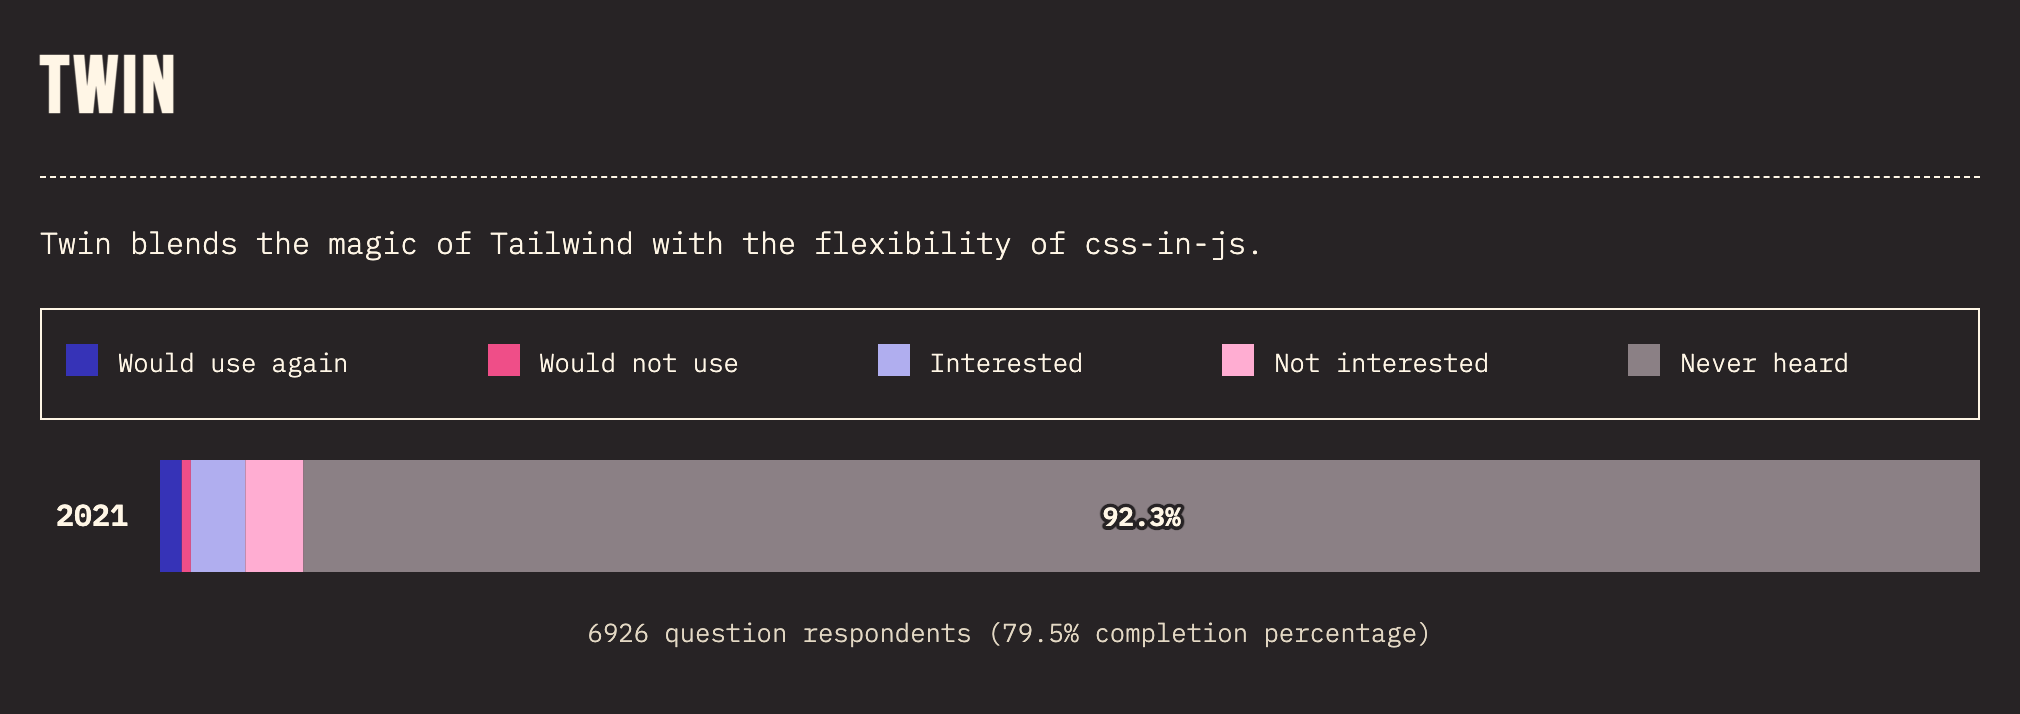 TWIN
Twin blends the magic of Tailwind with the flexibility of css-in-js.
Would use again Would not use Interested Not interested Never heard
2021 92.3%
6926 question respondents (79.5% completion percentage)